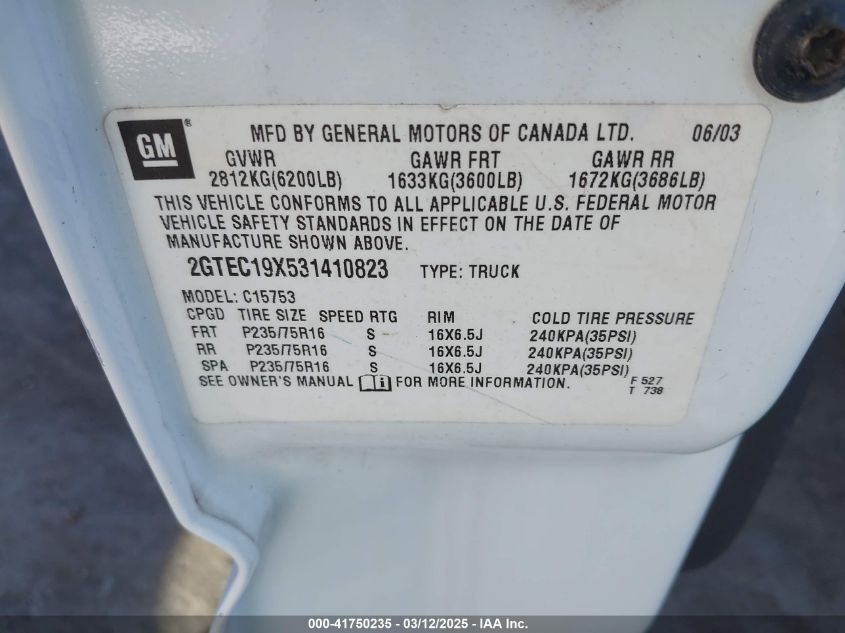 GM ® MFD BY GENERAL MOTORS OF CANADA LTD. 06/03
GVWR GAWR FRT GAWR RR
2812KG(6200LB) 1633KG(3600LB) 1672KG(3686LB)
THIS VEHICLE CONFORMS TO ALL APPLICABLE U.S. FEDERAL MOTOR
VEHICLE SAFETY STANDARDS IN EFFECT ON THE DATE OF
MANUFACTURE SHOWN ABOVE.
2GTEC19X531410823 TYPE: TRUCK
MODEL: C15753
CPGD TIRE SIZE SPEED RTG RIM COLD TIRE PRESSURE
FRT P235/75R16 S 16X6.5J 240KPA(35PSI)
RR P235/75R16 S 16X6.5J 240KPA(35PSI)
SPA P235/75R16 S 16X6.5J 240KPA(35PSI)
SEE OWNER'S MANUAL i FOR MORE INFORMATION. F 527
T 738
000-41750235 - 03/12/2025 - IAA Inc.